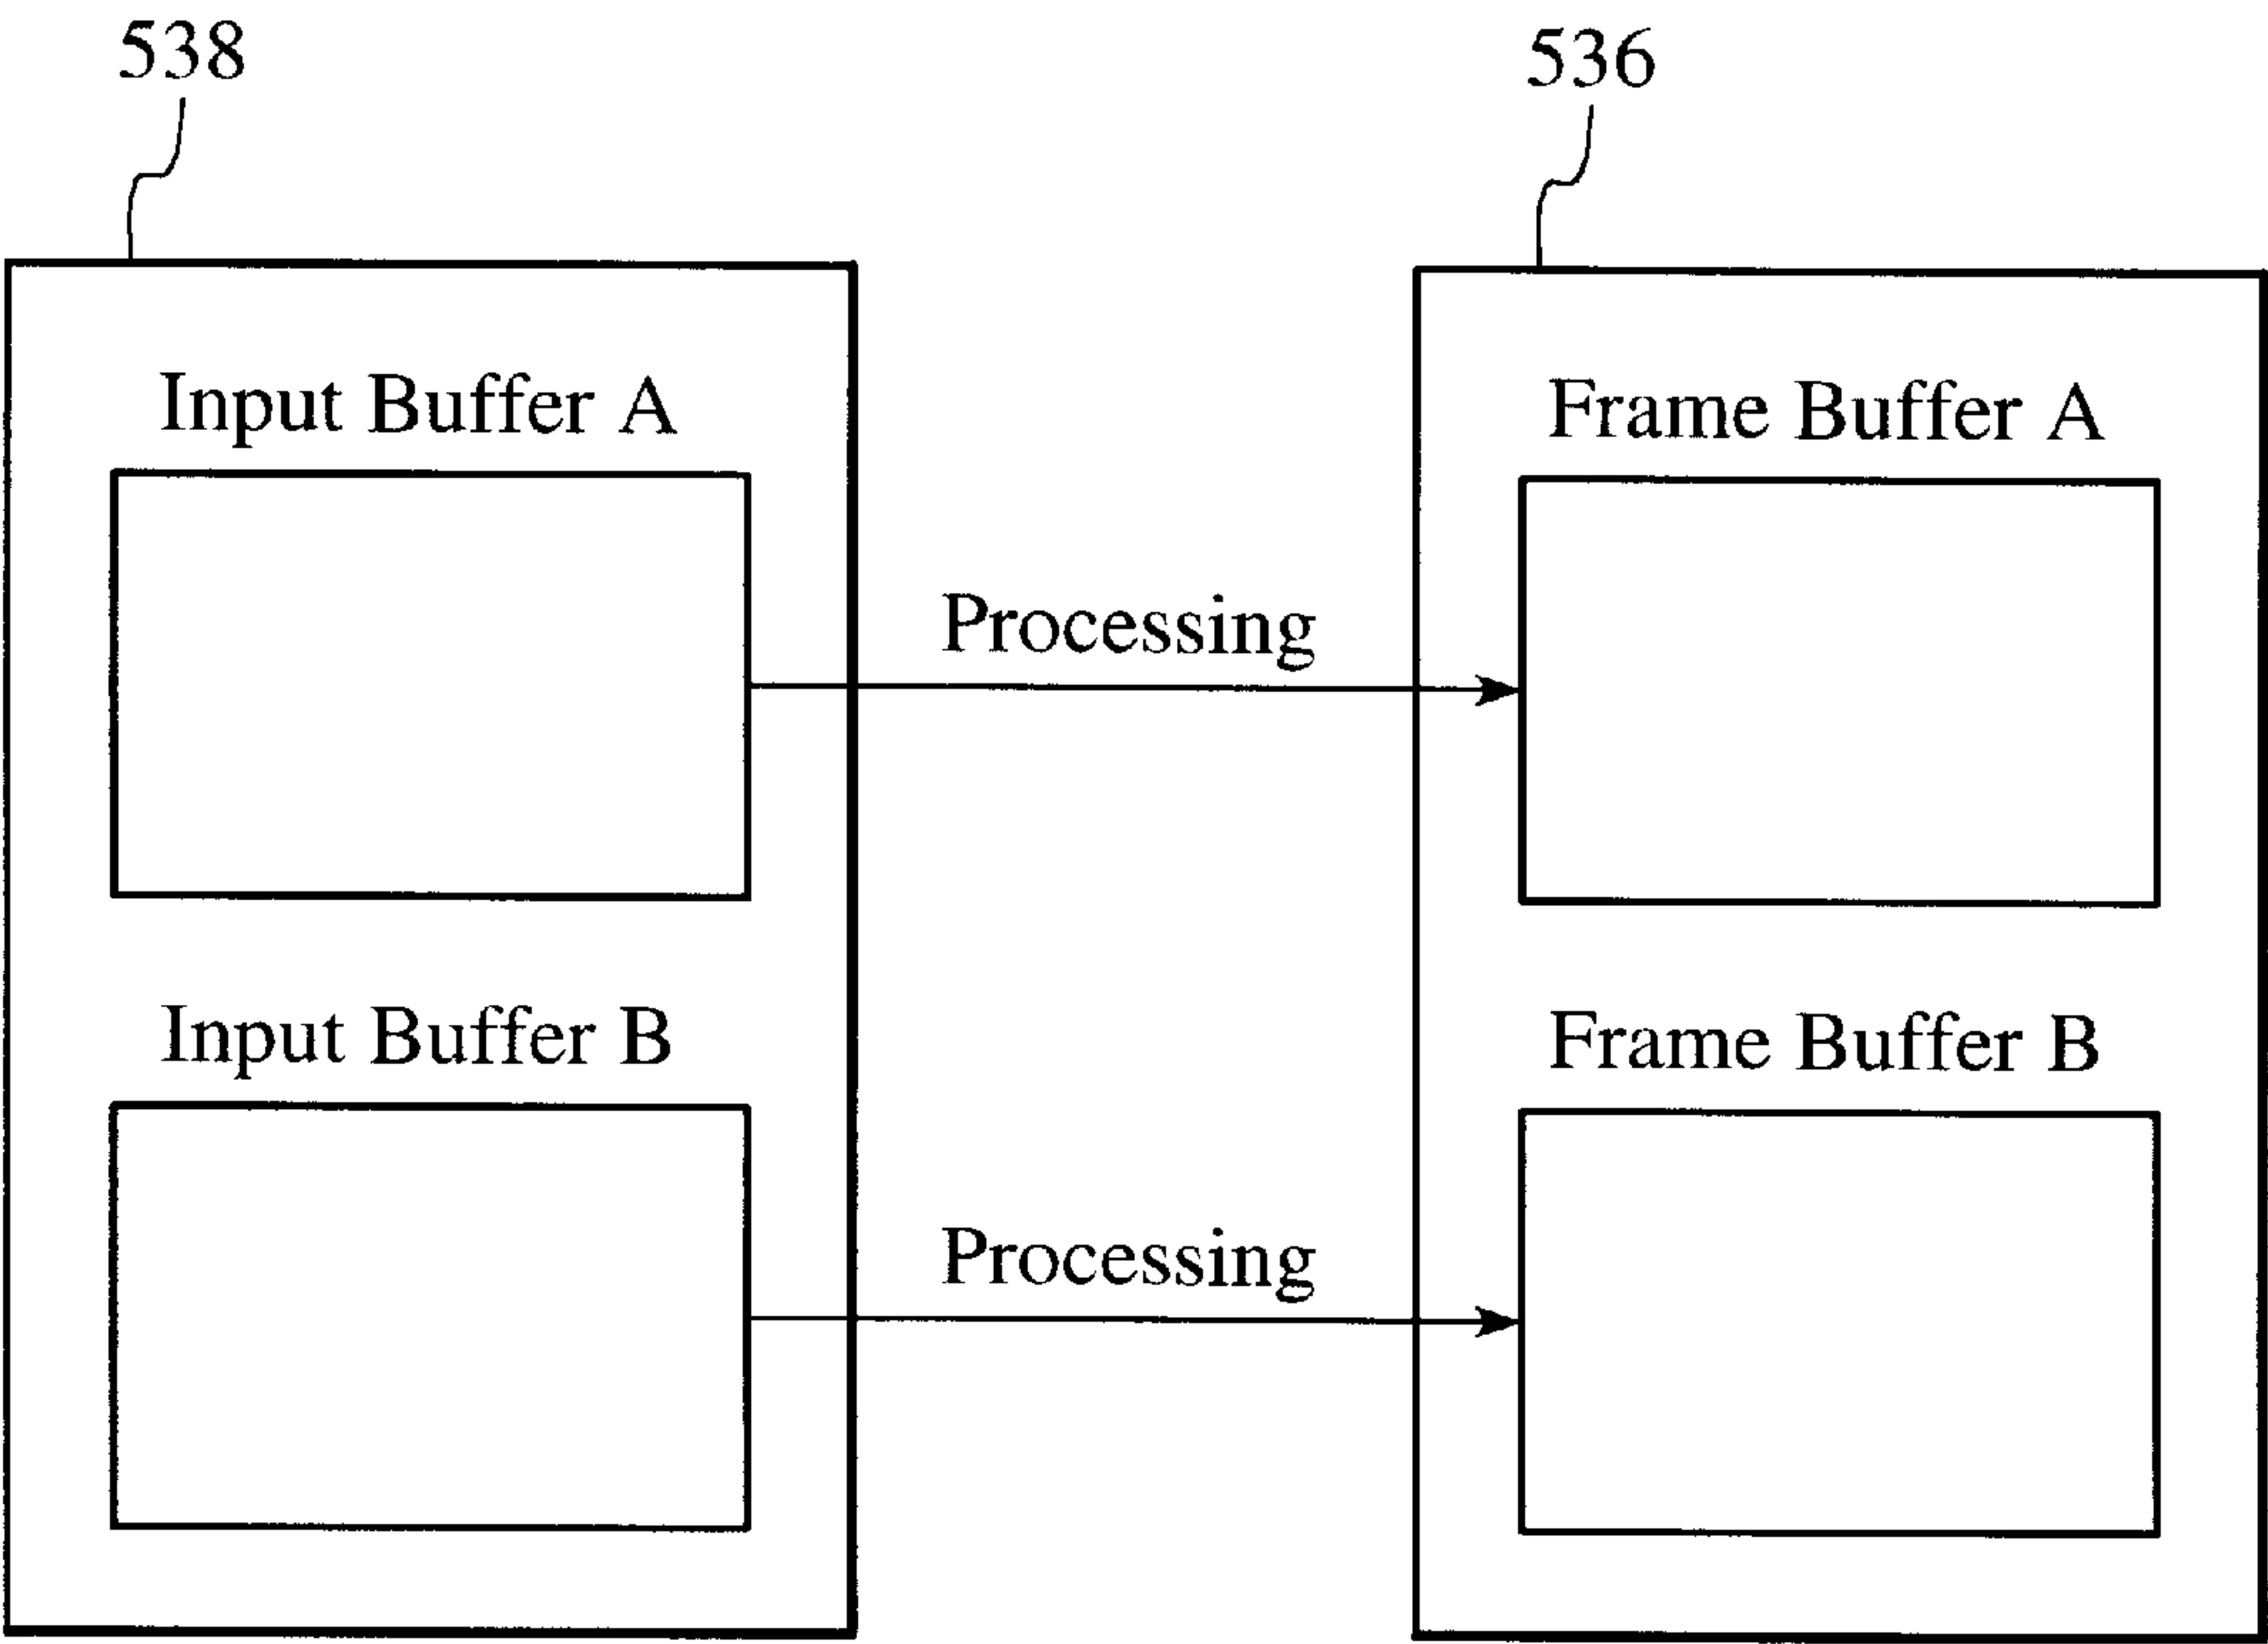 538
536
Input Buffer A
Frame Buffer A
Processing
Input Buffer B
Frame Buffer B
Processing